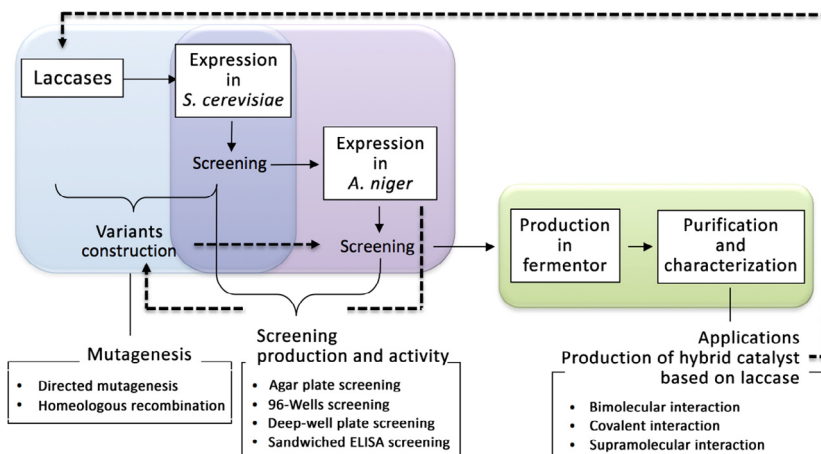 Laccases
Expression
in
S. cerevisiae
Screening
Expression
in
A. niger
Screening
Variants
construction
Production
in
fermentor
Purification
and
characterization
Mutagenesis
• Directed mutagenesis
• Homeologous recombination
Screening
production and activity
• Agar plate screening
• 96-Wells screening
• Deep-well plate screening
• Sandwiched ELISA screening
Applications
Production of hybrid catalyst
based on laccase
• Bimolecular interaction
• Covalent interaction
• Supramolecular interaction